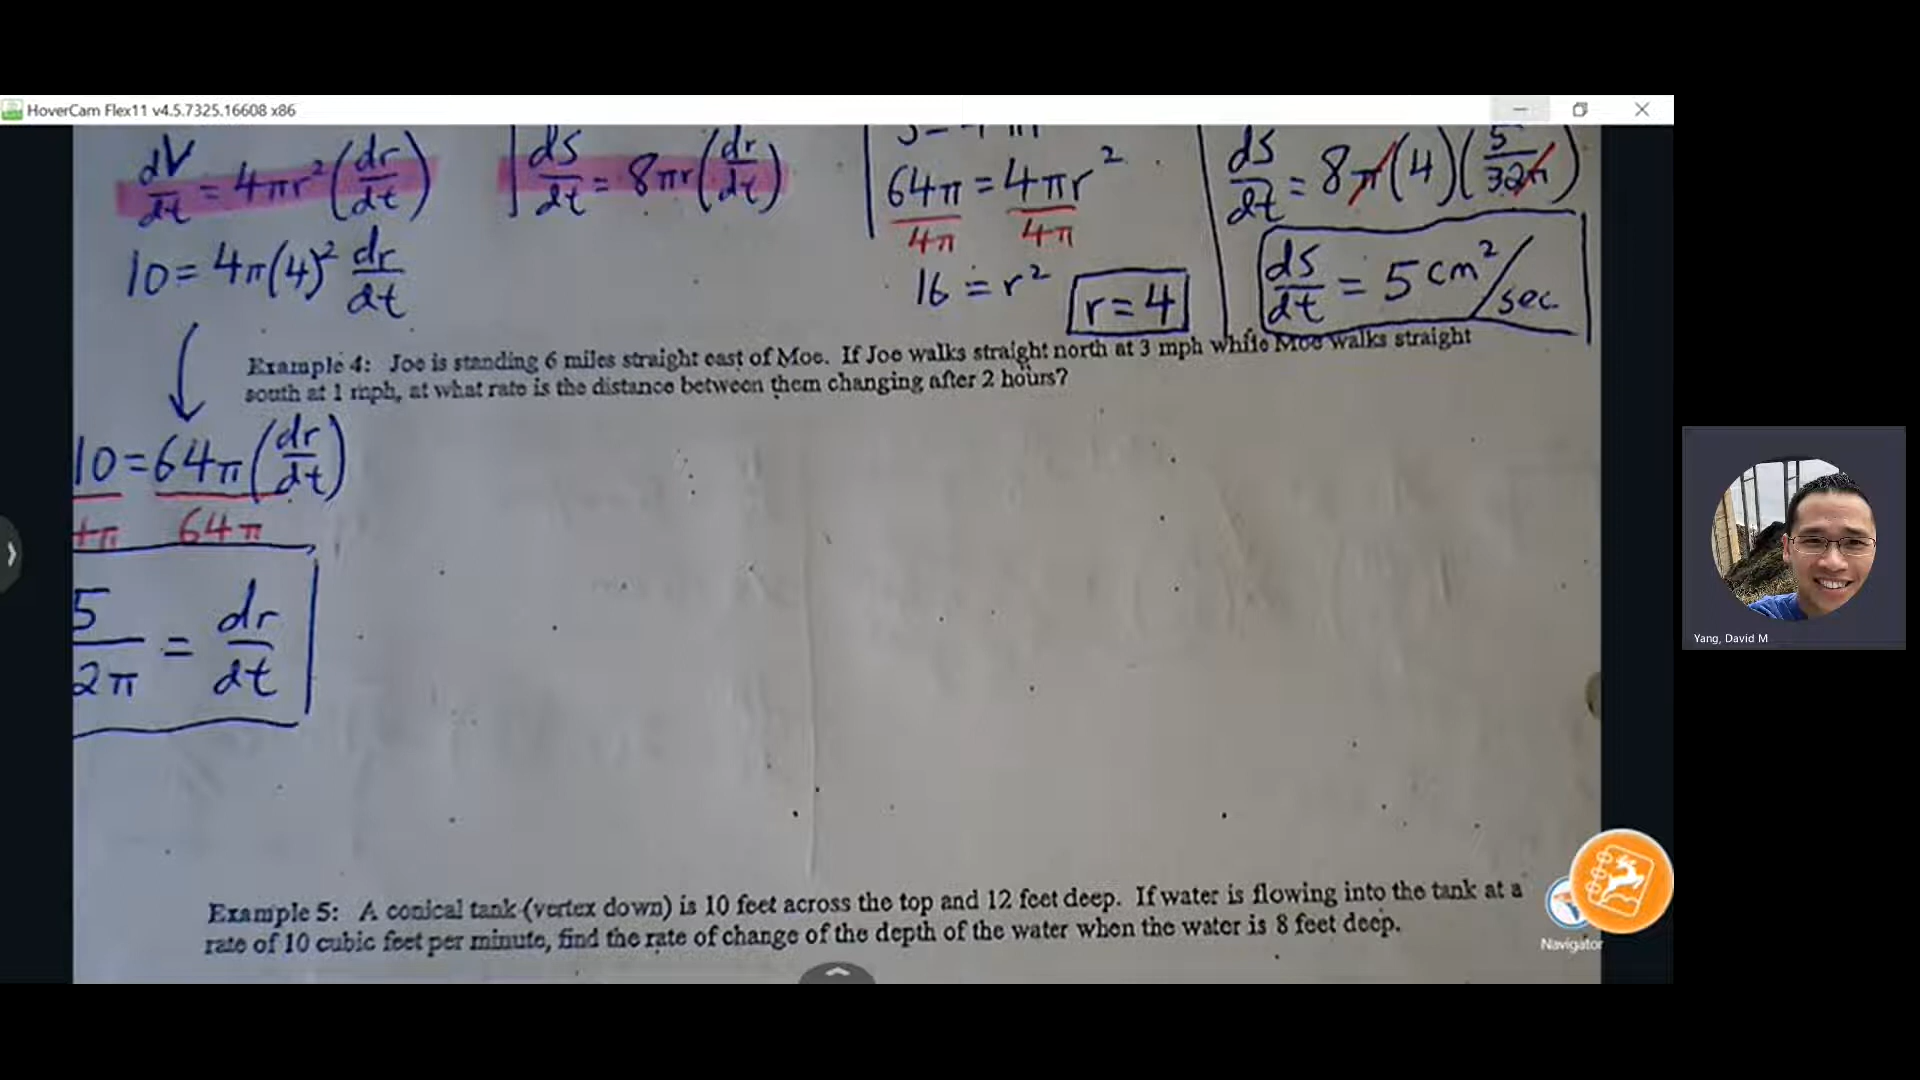 HoverCam Flex11 v4.5.7325.16608 x86
dV/dt = 4πr²(dr/dt)
10 = 4π(4)² dr/dt
10 = 64π(dr/dt)
64π
5/2π = dr/dt
dS/dt = 8πr(dr/dt)
64π = 4πr²
4π 4π
16 = r²
r = 4
dS/dt = 8π(4)(5/32π)
dS/dt = 5 cm²/sec
Example 4: Joe is standing 6 miles straight east of Moe. If Joe walks straight north at 3 mph while Moe walks straight
south at 1 mph, at what rate is the distance between them changing after 2 hours?
Example 5: A conical tank (vertex down) is 10 feet across the top and 12 feet deep. If water is flowing into the tank at a
rate of 10 cubic feet per minute, find the rate of change of the depth of the water when the water is 8 feet deep.
Navigator
Yang, David M